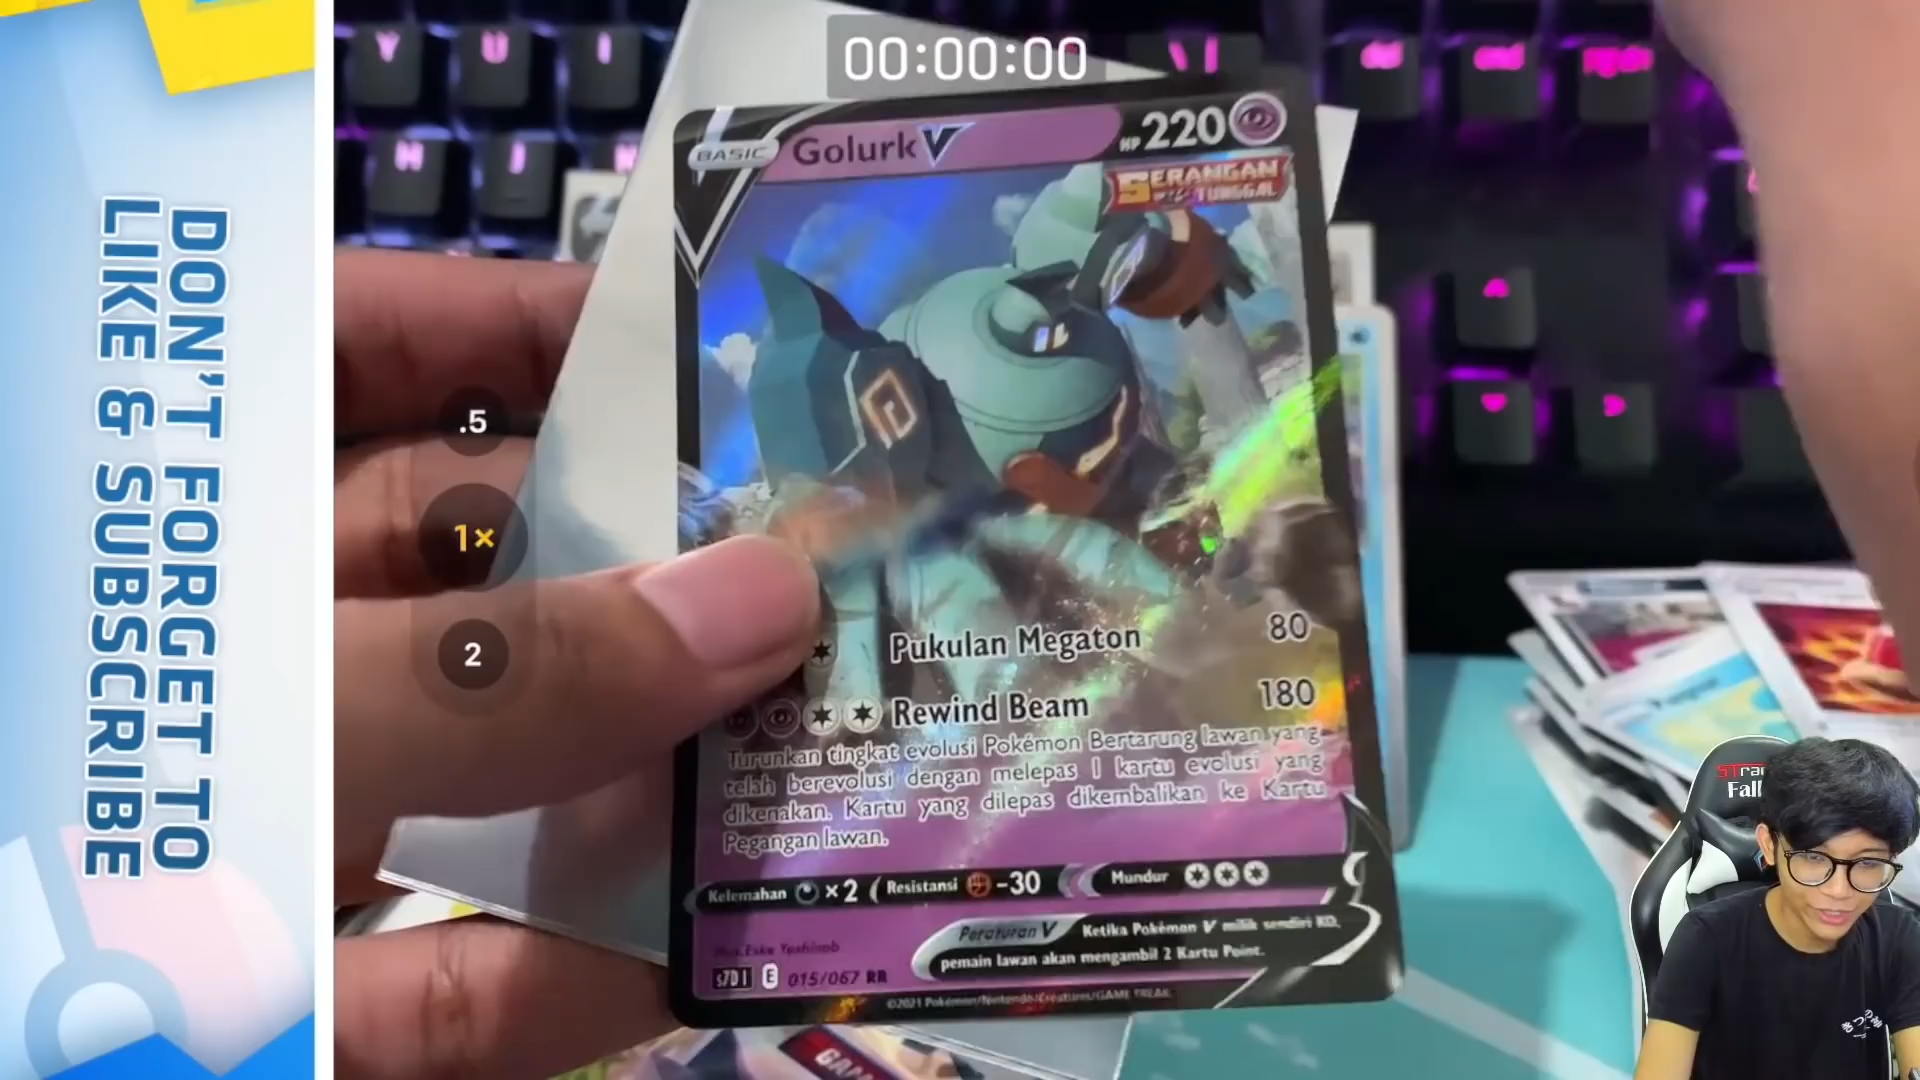 DON'T FORGET TO
LIKE & SUBSCRIBE
00:00:00
Y U I
H J
BASIC
Golurk V
HP 220
SERANGAN
TUNGGAL
.5
1×
2
Pukulan Megaton 80
Rewind Beam 180
Turunkan tingkat evolusi Pokémon Bertarung lawan yang
telah berevolusi dengan melepas 1 kartu evolusi yang
dikenakan. Kartu yang dilepas dikembalikan ke Kartu
Pegangan lawan.
Kelemahan ×2 Resistansi -30 Mundur
Peraturan V Ketika Pokémon V milik sendiri KO,
pemain lawan akan mengambil 2 Kartu Point.
s7D I E 015/067 RR
©2021 Pokémon/Nintendo/Creatures/GAME FREAK